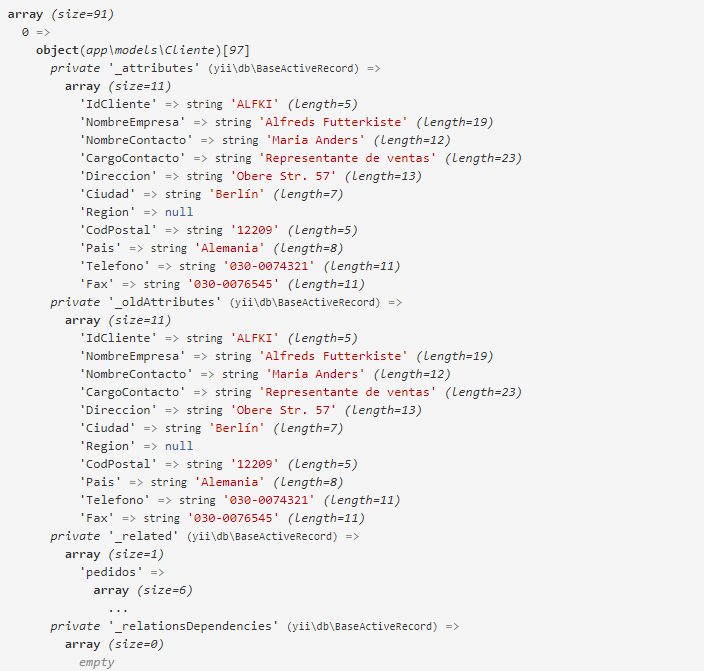 array (size=91)
0 =>
object(app\models\Cliente)[97]
private '_attributes' (yii\db\BaseActiveRecord) =>
array (size=11)
'IdCliente' => string 'ALFKI' (length=5)
'NombreEmpresa' => string 'Alfreds Futterkiste' (length=19)
'NombreContacto' => string 'Maria Anders' (length=12)
'CargoContacto' => string 'Representante de ventas' (length=23)
'Direccion' => string 'Obere Str. 57' (length=13)
'Ciudad' => string 'Berlín' (length=7)
'Region' => null
'CodPostal' => string '12209' (length=5)
'Pais' => string 'Alemania' (length=8)
'Telefono' => string '030-0074321' (length=11)
'Fax' => string '030-0076545' (length=11)
private '_oldAttributes' (yii\db\BaseActiveRecord) =>
array (size=11)
'IdCliente' => string 'ALFKI' (length=5)
'NombreEmpresa' => string 'Alfreds Futterkiste' (length=19)
'NombreContacto' => string 'Maria Anders' (length=12)
'CargoContacto' => string 'Representante de ventas' (length=23)
'Direccion' => string 'Obere Str. 57' (length=13)
'Ciudad' => string 'Berlín' (length=7)
'Region' => null
'CodPostal' => string '12209' (length=5)
'Pais' => string 'Alemania' (length=8)
'Telefono' => string '030-0074321' (length=11)
'Fax' => string '030-0076545' (length=11)
private '_related' (yii\db\BaseActiveRecord) =>
array (size=1)
'pedidos' =>
array (size=6)
...
private '_relationsDependencies' (yii\db\BaseActiveRecord) =>
array (size=0)
empty